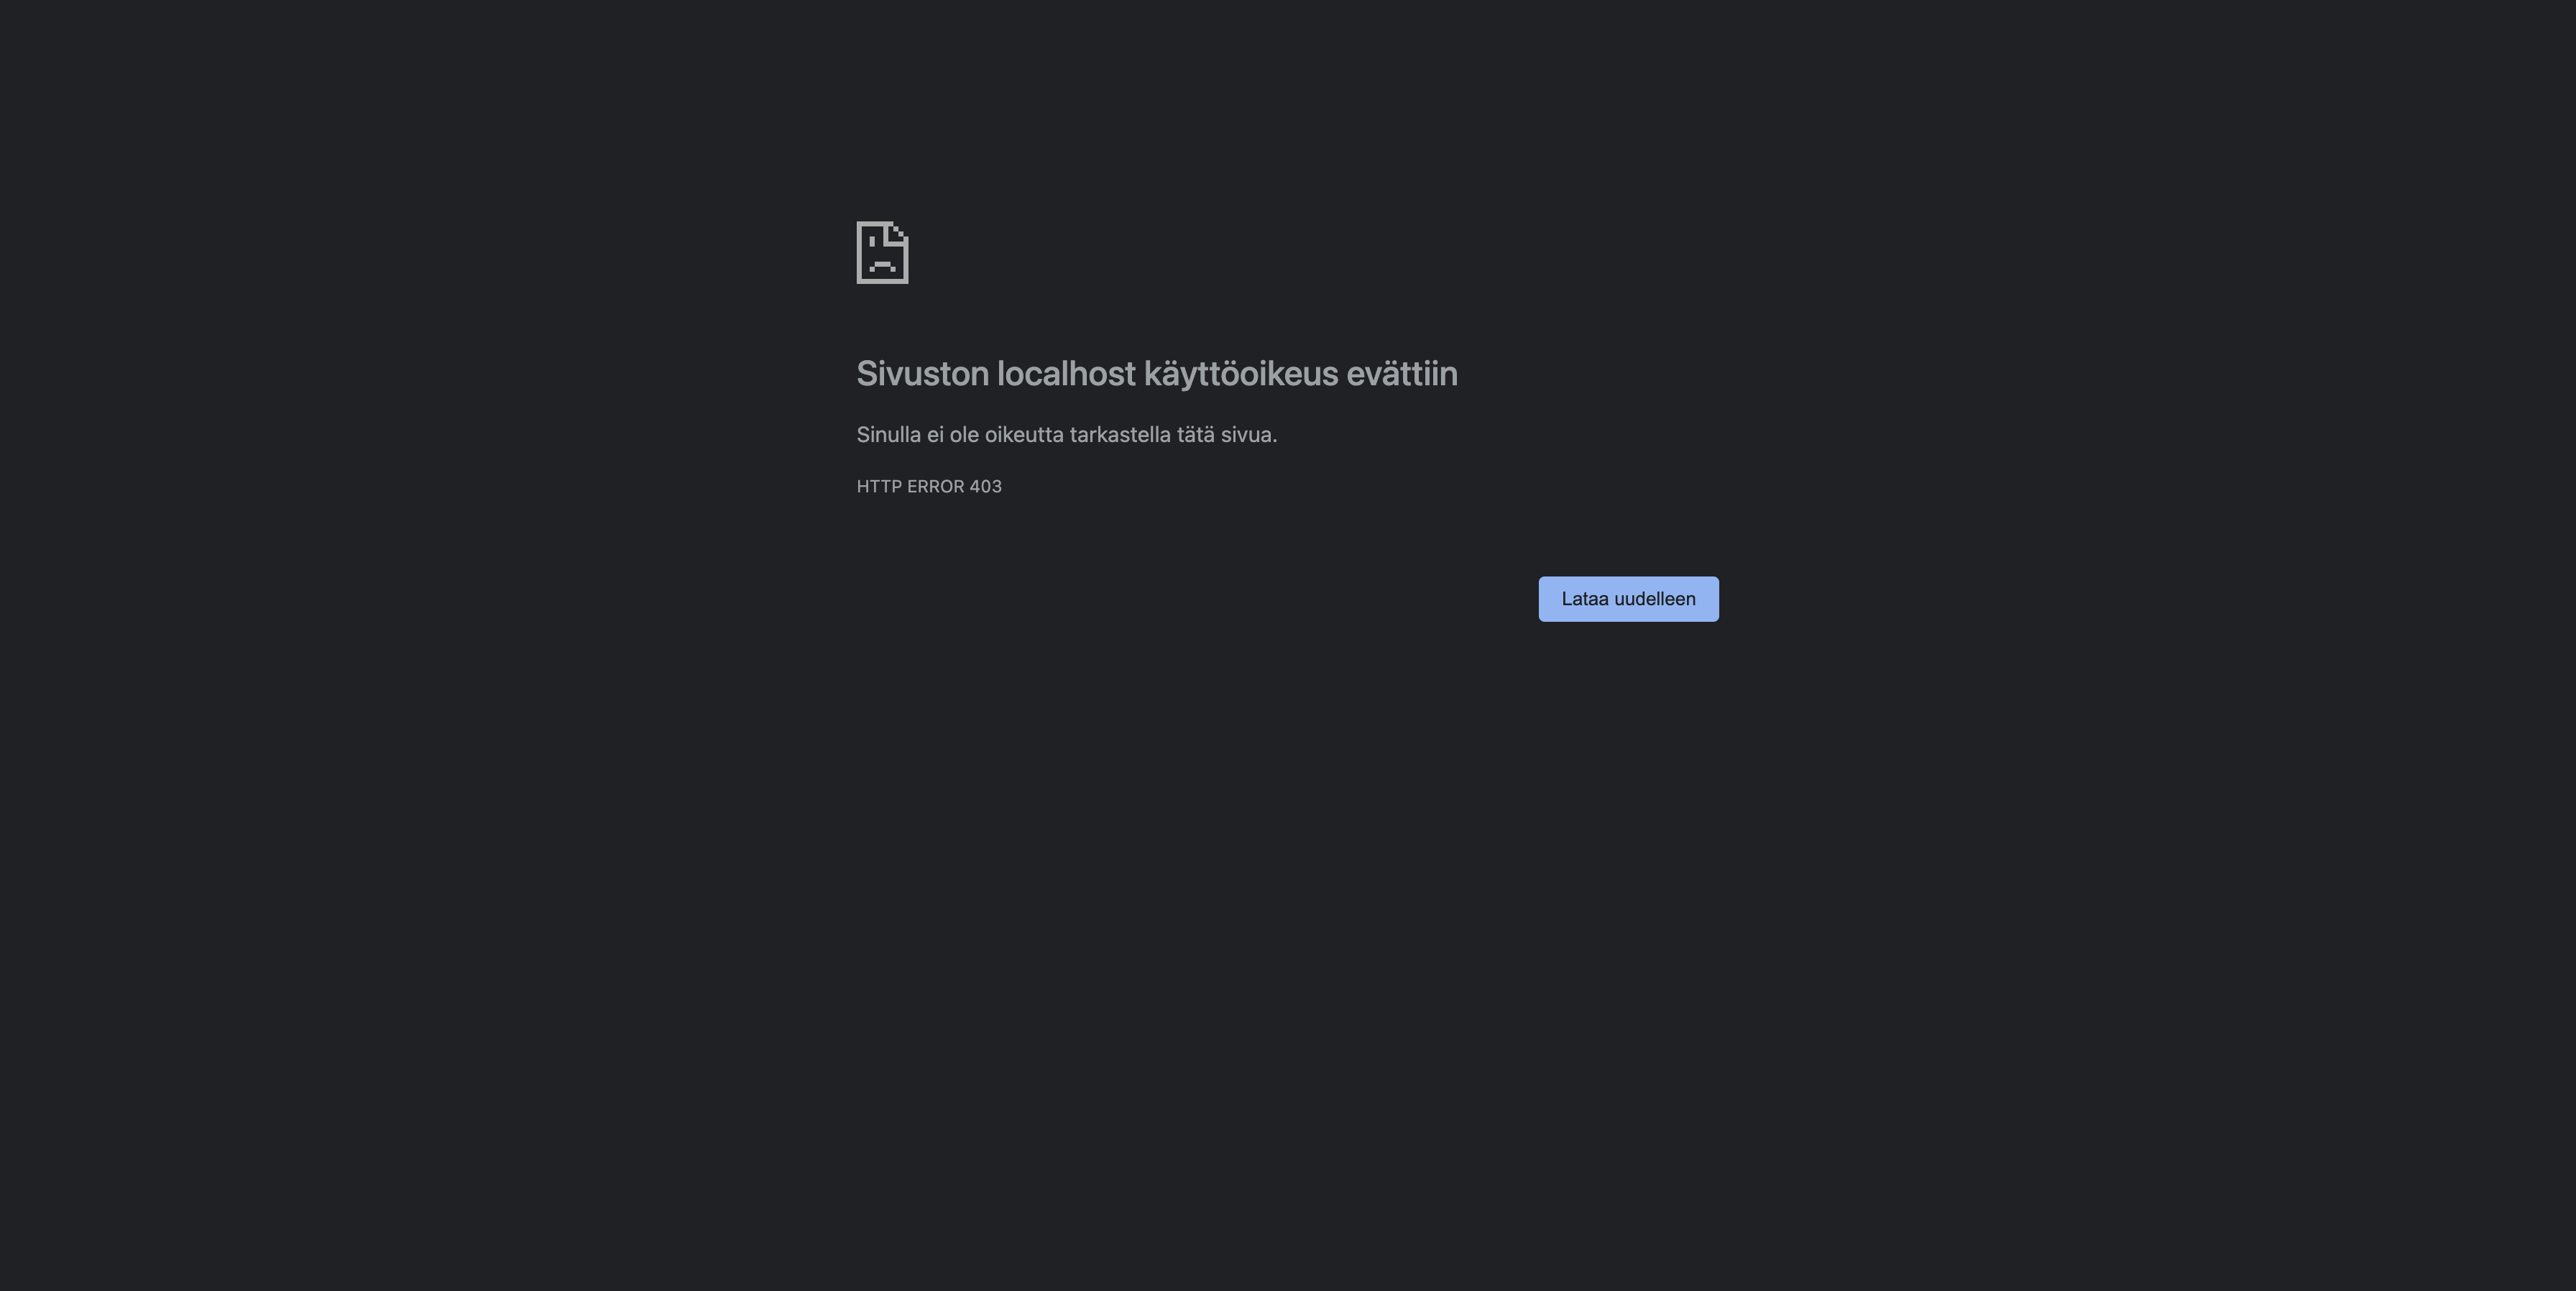 Sivuston localhost käyttöoikeus evättiin
Sinulla ei ole oikeutta tarkastella tätä sivua.
HTTP ERROR 403
Lataa uudelleen